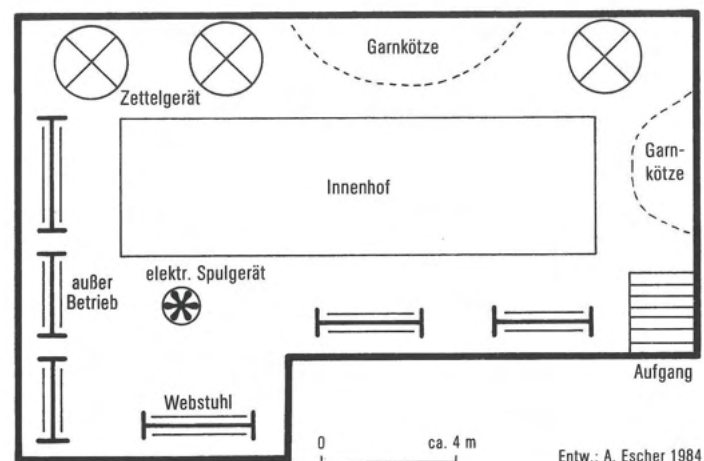 Garnkötze
Zettelgerät
Garn-
kötze
Innenhof
außer
Betrieb
elektr. Spulgerät
Webstuhl
Aufgang
0 ca. 4 m
Entw.: A. Escher 1984